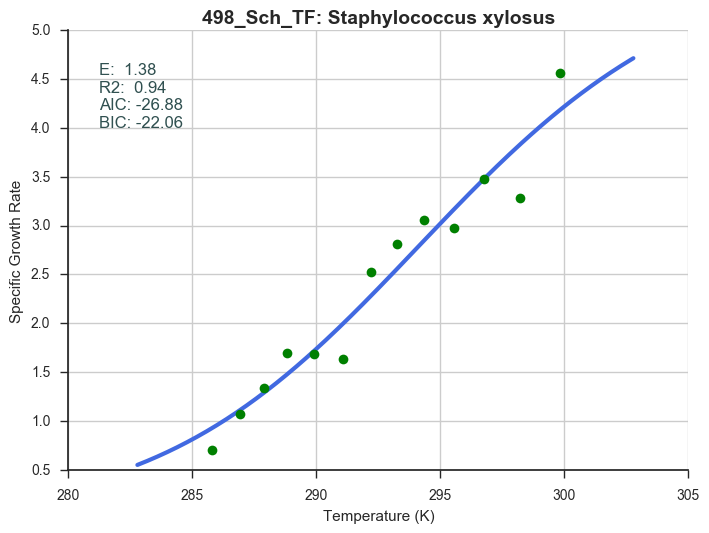 498_Sch_TF: Staphylococcus xylosus
E:  1.38
R2:  0.94
AIC: -26.88
BIC: -22.06
Specific Growth Rate
5.0
4.5
4.0
3.5
3.0
2.5
2.0
1.5
1.0
0.5
280 285 290 295 300 305
Temperature (K)